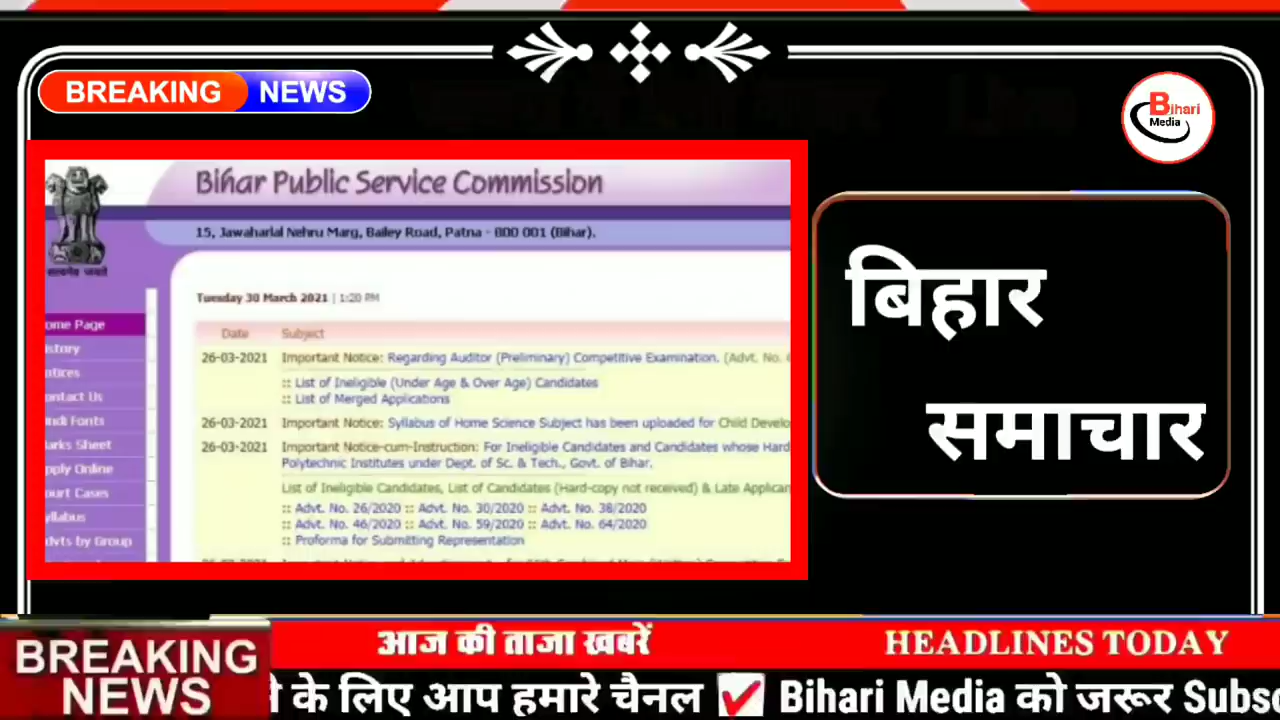 BREAKING NEWS
Bihari
Media
Bihar Public Service Commission
15, Jawaharlal Nehru Marg, Bailey Road, Patna - 800 001 (Bihar).
सत्यमेव जयते
Tuesday 30 March 2021 | 1:20 PM
Date Subject
ome Page
istory
otices
ontact Us
indi Fonts
arks Sheet
pply Online
ourt Cases
yllabus
dvts by Group
26-03-2021 Important Notice: Regarding Auditor (Preliminary) Competitive Examination. (Advt. No.
:: List of Ineligible (Under Age & Over Age) Candidates
:: List of Merged Applications
26-03-2021 Important Notice: Syllabus of Home Science Subject has been uploaded for Child Develo
26-03-2021 Important Notice-cum-Instruction: For Ineligible Candidates and Candidates whose Hard
Polytechnic Institutes under Dept. of Sc. & Tech., Govt. of Bihar.
List of Ineligible Candidates, List of Candidates (Hard-copy not received) & Late Applican
:: Advt. No. 26/2020 :: Advt. No. 30/2020 :: Advt. No. 38/2020
:: Advt. No. 46/2020 :: Advt. No. 59/2020 :: Advt. No. 64/2020
:: Proforma for Submitting Representation
बिहार
समाचार
BREAKING
NEWS
आज की ताजा खबरें HEADLINES TODAY
के लिए आप हमारे चैनल ✔ Bihari Media को जरूर Subsc